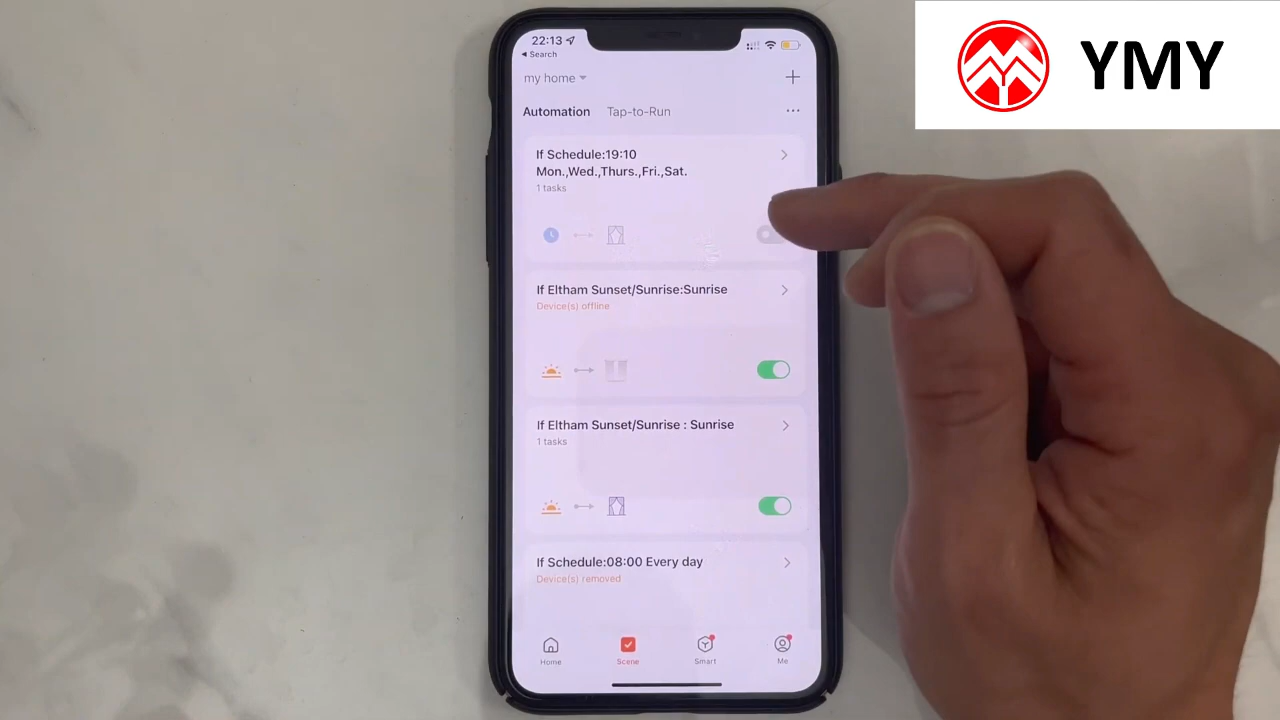 YMY
22:13
Search
my home
Automation
Tap-to-Run
If Schedule:19:10
Mon.,Wed.,Thurs.,Fri.,Sat.
1 tasks
If Eltham Sunset/Sunrise:Sunrise
Device(s) offline
If Eltham Sunset/Sunrise : Sunrise
1 tasks
If Schedule:08:00 Every day
Device(s) removed
Home
Scene
Smart
Me